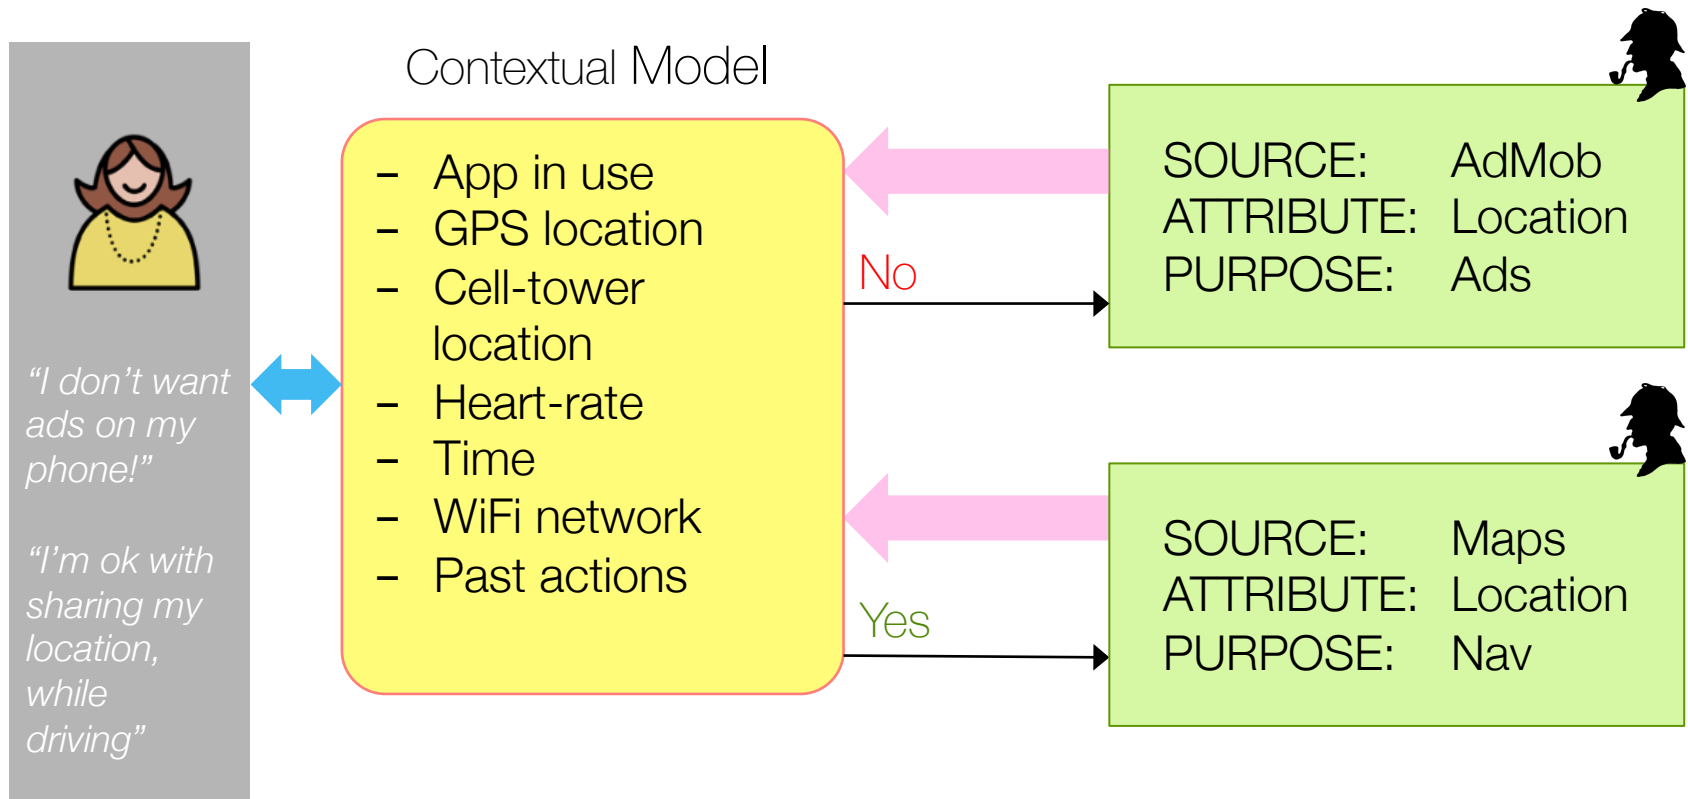 Contextual Model
“I don’t want
ads on my
phone!”
“I’m ok with
sharing my
location,
while
driving”
– App in use
– GPS location
– Cell-tower
location
– Heart-rate
– Time
– WiFi network
– Past actions
No
Yes
SOURCE: AdMob
ATTRIBUTE: Location
PURPOSE: Ads
SOURCE: Maps
ATTRIBUTE: Location
PURPOSE: Nav